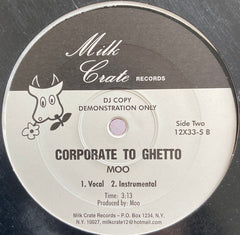 Milk
Crate
RECORDS
DJ COPY
DEMONSTRATION ONLY
Side Two
12X33-5 B
CORPORATE TO GHETTO
MOO
1. Vocal 2. Instrumental
Time: 3.13
Produced by: Moo
Milk Crate Records - P.O. Box 1234, N.Y.
N.Y. 10027, milkcrate12@hotmail.com